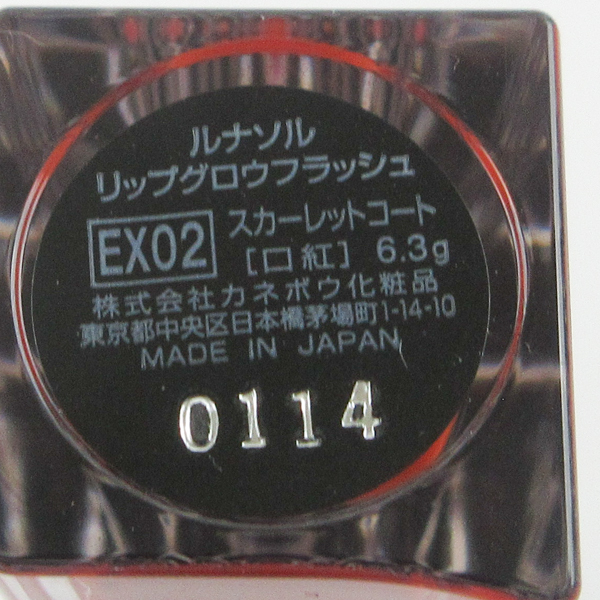 ルナソル
リップグロウフラッシュ
EX02 スカーレットコート
[口紅] 6.3g
株式会社カネボウ化粧品
東京都中央区日本橋茅場町1-14-10
MADE IN JAPAN
0114